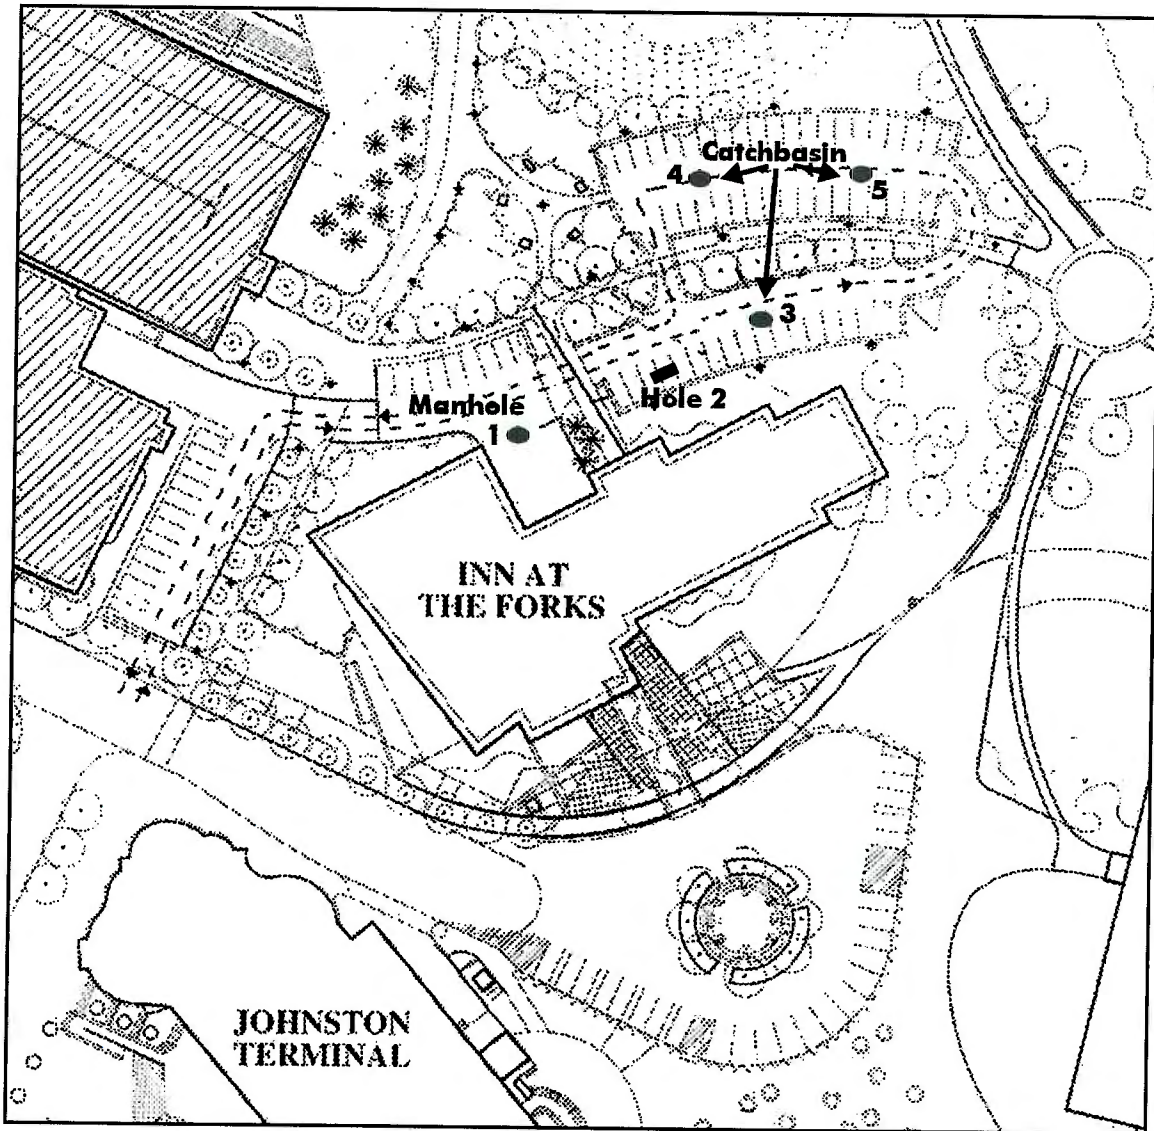 Catchbasin
4
5
3
Manhole
Hole 2
1
INN AT
THE FORKS
JOHNSTON
TERMINAL